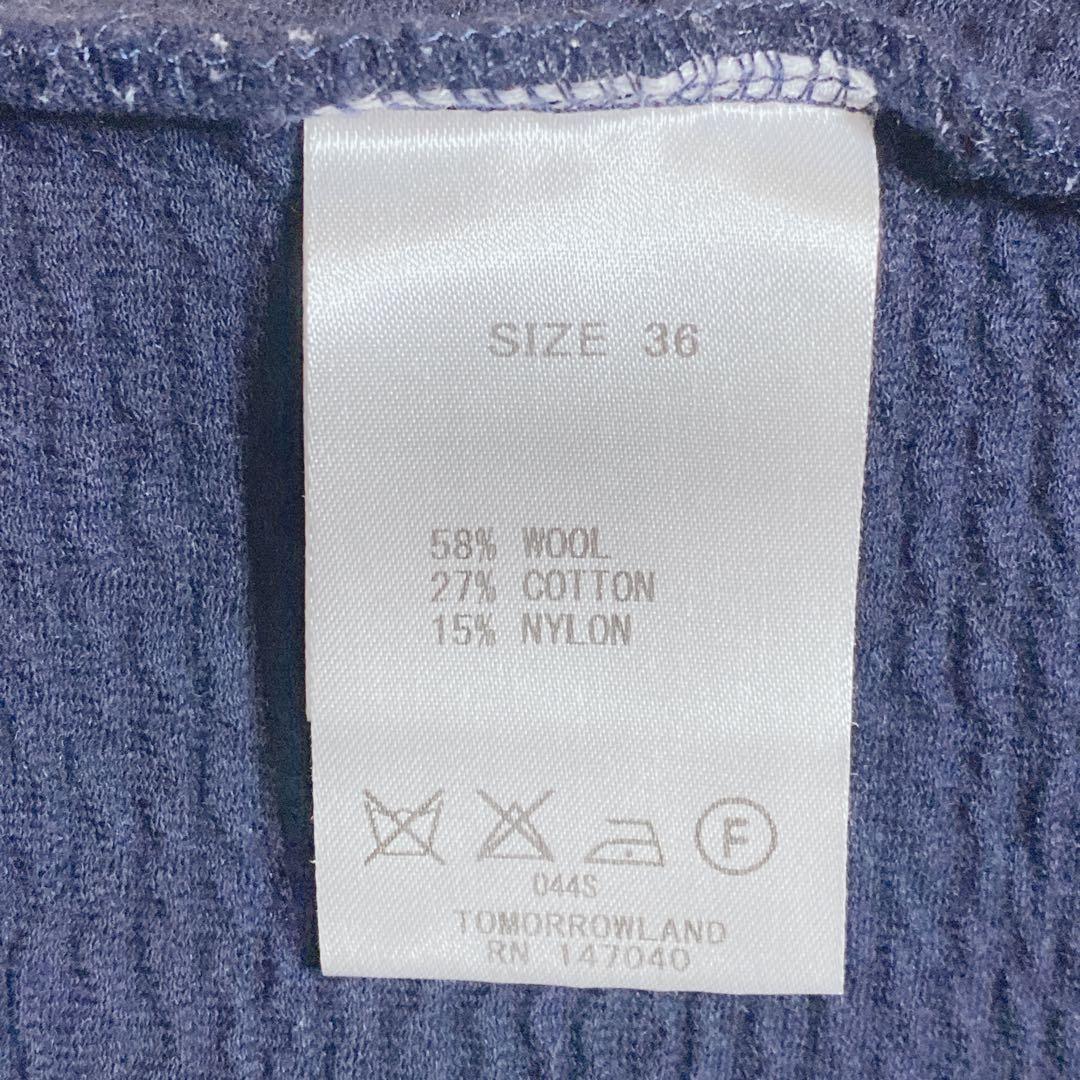 SIZE 36
58% WOOL
27% COTTON
15% NYLON
F
044S
TOMORROWLAND
RN 147040